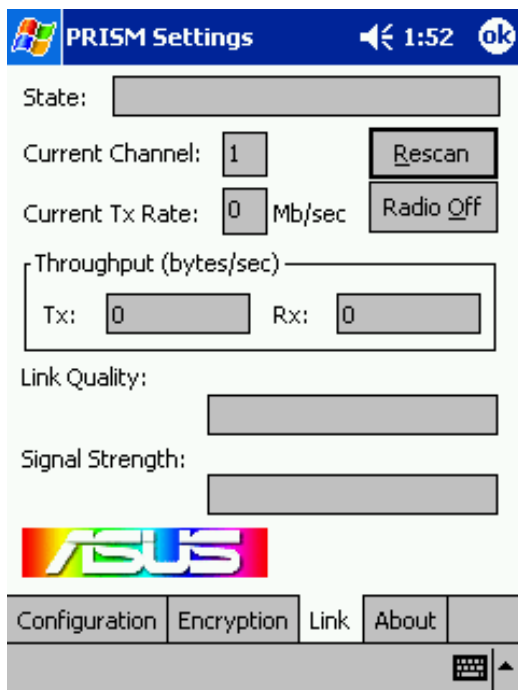 PRISM Settings 1:52 ok
State:
Current Channel: 1 Rescan
Current Tx Rate: 0 Mb/sec Radio Off
Throughput (bytes/sec)
Tx: 0 Rx: 0
Link Quality:
Signal Strength:
ASUS
Configuration Encryption Link About